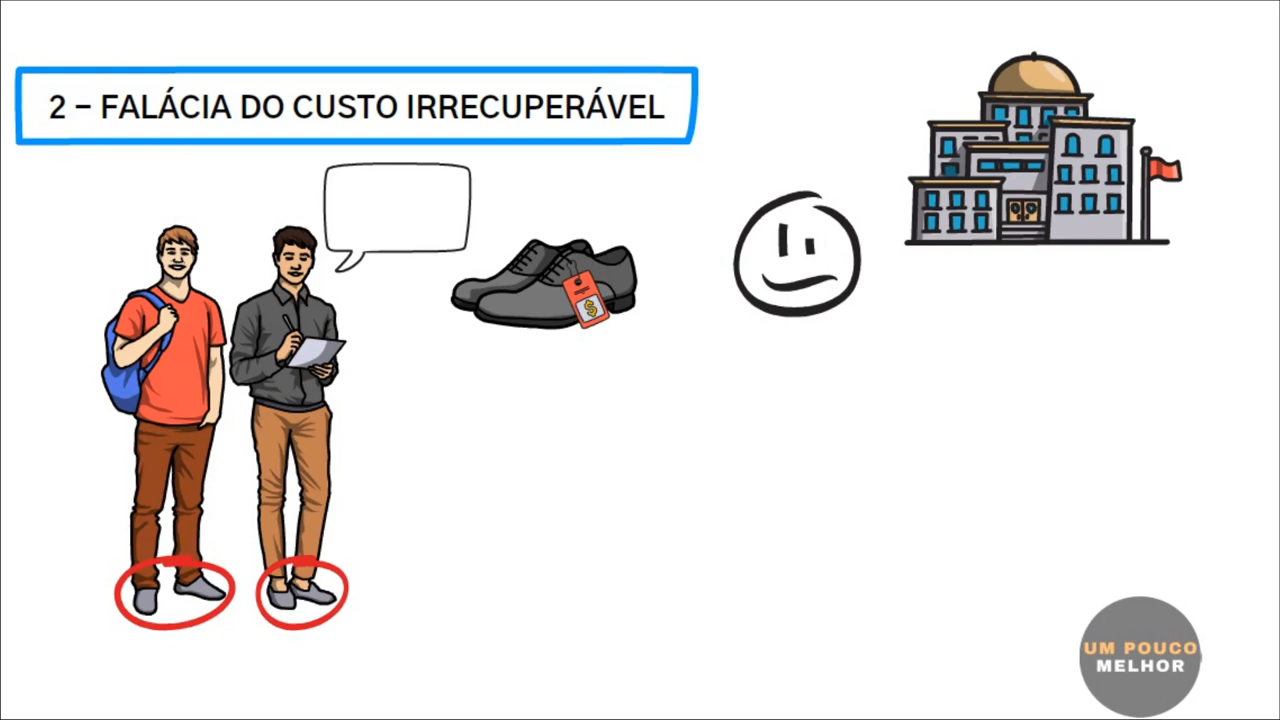 2 – FALÁCIA DO CUSTO IRRECUPERÁVEL
$
UM POUCO
MELHOR